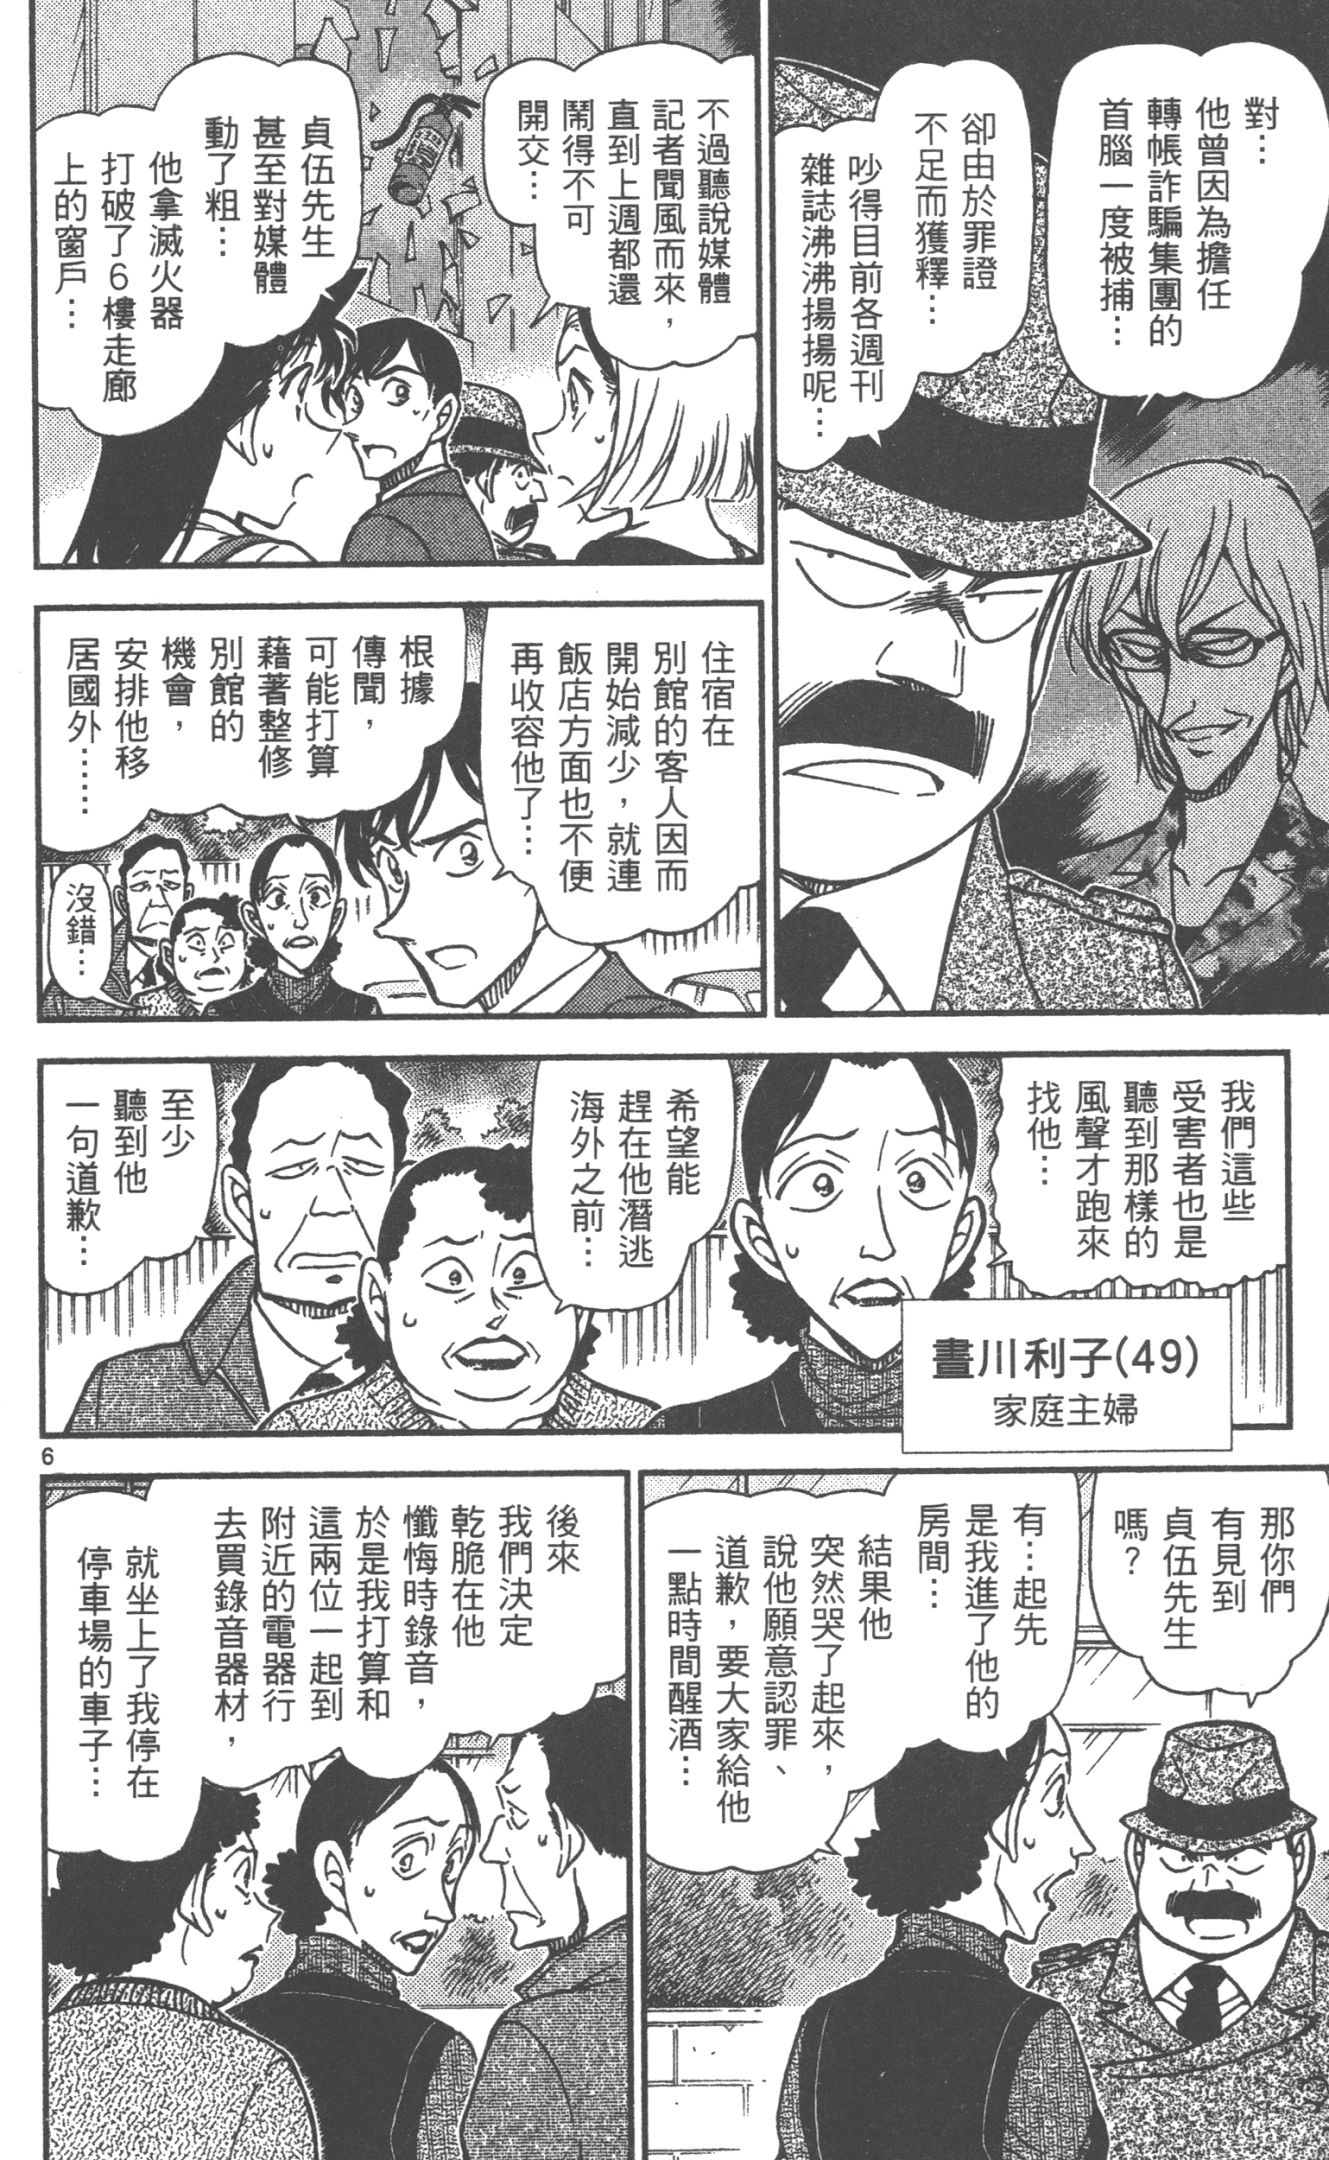 對⋯
他曾因為擔任
轉帳詐騙集團的
首腦一度被捕⋯
卻由於罪證
不足而獲釋⋯
吵得目前各週刊
雜誌沸沸揚揚呢⋯
不過聽說媒體
記者聞風而來，
直到上週都還
鬧得不可
開交⋯
貞伍先生
甚至對媒體
動了粗⋯
他拿滅火器
打破了6樓走廊
上的窗戶⋯
住宿在
別館的客人因而
開始減少，就連
飯店方面也不便
再收容他了⋯
根據
傳聞，
可能打算
藉著整修
別館的
機會，
安排他移
居國外⋯⋯
沒錯⋯
我們這些
受害者也是
聽到那樣的
風聲才跑來
找他⋯
晝川利子(49)
家庭主婦
希望能
趕在他潛逃
海外之前⋯
至少
聽到他
一句道歉⋯
6
那你們
有見到
貞伍先生
嗎？
有⋯起先
是我進了他的
房間⋯
結果他
突然哭了起來，
說他願意認罪、
道歉，要大家給他
一點時間醒酒⋯
後來
我們決定
乾脆在他
懺悔時錄音，
於是我打算和
這兩位一起到
附近的電器行
去買錄音器材，
就坐上了我停在
停車場的車子⋯